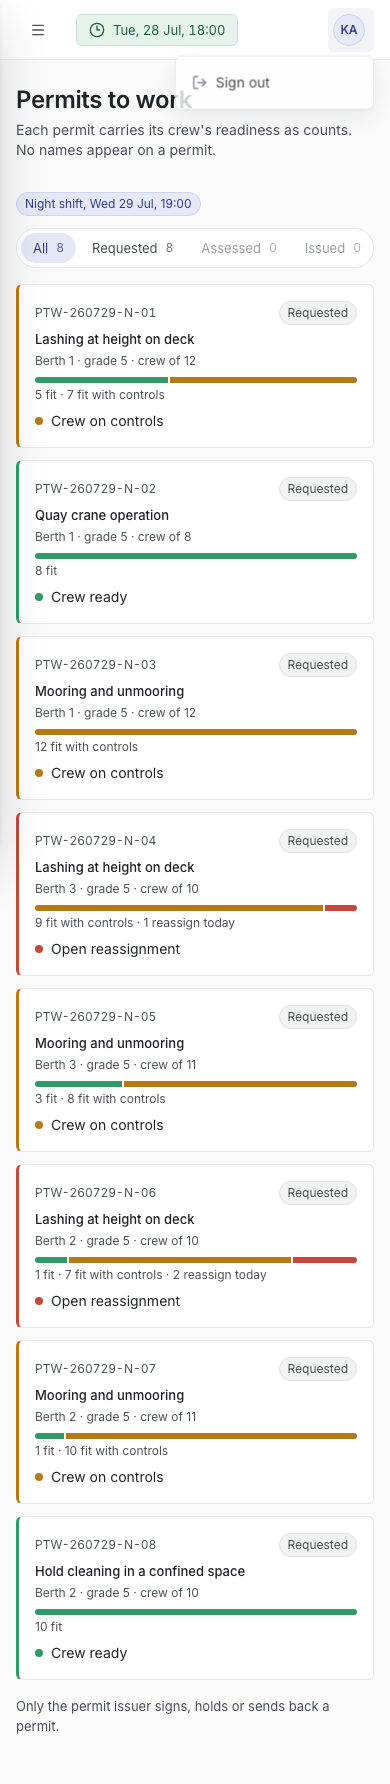 Tue, 28 Jul, 18:00
KA
Sign out
Permits to work
Each permit carries its crew's readiness as counts.
No names appear on a permit.
Night shift, Wed 29 Jul, 19:00
All 8 Requested 8 Assessed 0 Issued 0
PTW-260729-N-01 Requested
Lashing at height on deck
Berth 1 · grade 5 · crew of 12
5 fit · 7 fit with controls
Crew on controls
PTW-260729-N-02 Requested
Quay crane operation
Berth 1 · grade 5 · crew of 8
8 fit
Crew ready
PTW-260729-N-03 Requested
Mooring and unmooring
Berth 1 · grade 5 · crew of 12
12 fit with controls
Crew on controls
PTW-260729-N-04 Requested
Lashing at height on deck
Berth 3 · grade 5 · crew of 10
9 fit with controls · 1 reassign today
Open reassignment
PTW-260729-N-05 Requested
Mooring and unmooring
Berth 3 · grade 5 · crew of 11
3 fit · 8 fit with controls
Crew on controls
PTW-260729-N-06 Requested
Lashing at height on deck
Berth 2 · grade 5 · crew of 10
1 fit · 7 fit with controls · 2 reassign today
Open reassignment
PTW-260729-N-07 Requested
Mooring and unmooring
Berth 2 · grade 5 · crew of 11
1 fit · 10 fit with controls
Crew on controls
PTW-260729-N-08 Requested
Hold cleaning in a confined space
Berth 2 · grade 5 · crew of 10
10 fit
Crew ready
Only the permit issuer signs, holds or sends back a
permit.